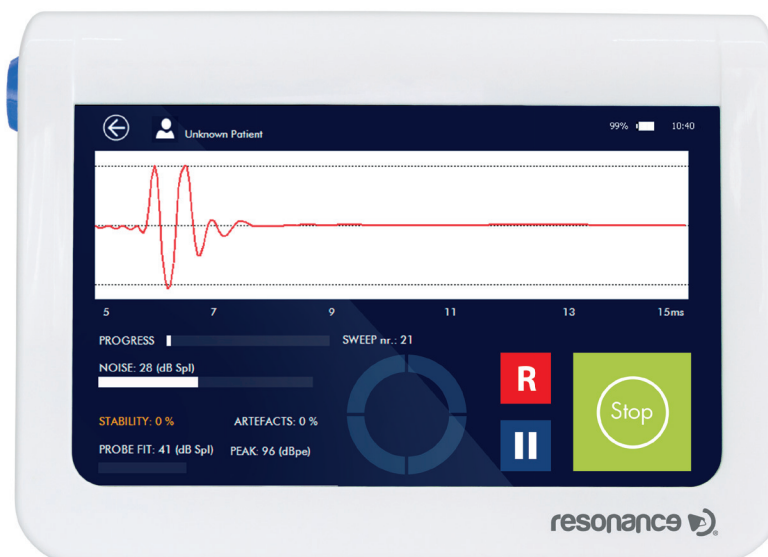 Unknown Patient
99% 10:40
5 7 9 11 13 15ms
PROGRESS SWEEP nr.: 21
NOISE: 28 (dB Spl)
R
Stop
STABILITY: 0 % ARTEFACTS: 0 %
PROBE FIT: 41 (dB Spl) PEAK: 96 (dBpe)
resonance ®